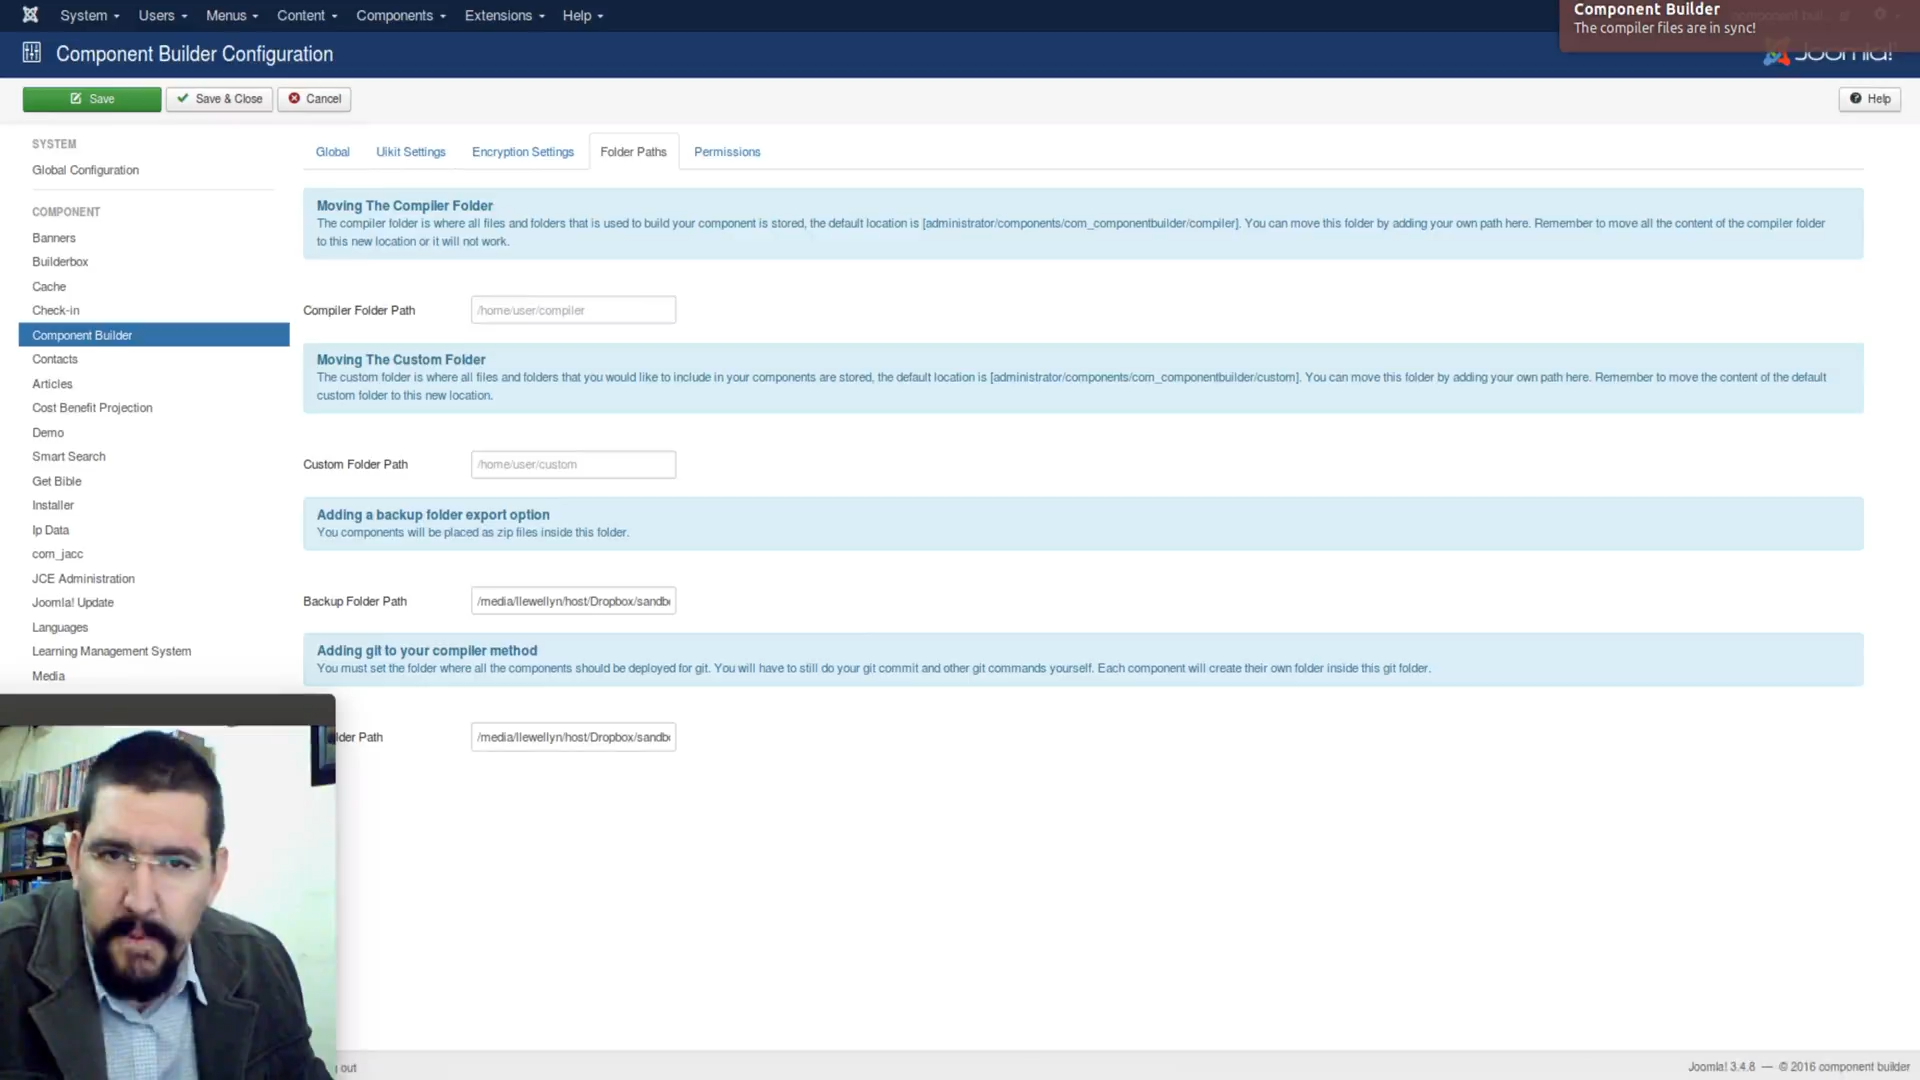 System
Users
Menus
Content
Components
Extensions
Help
Component Builder
The compiler files are in sync!
Component Builder Configuration
Joomla!
Save
Save & Close
Cancel
Help
SYSTEM
Global Configuration
COMPONENT
Banners
Builderbox
Cache
Check-in
Component Builder
Contacts
Articles
Cost Benefit Projection
Demo
Smart Search
Get Bible
Installer
Ip Data
com_jacc
JCE Administration
Joomla! Update
Languages
Learning Management System
Media
Global
Uikit Settings
Encryption Settings
Folder Paths
Permissions
Moving The Compiler Folder
The compiler folder is where all files and folders that is used to build your component is stored, the default location is [administrator/components/com_componentbuilder/compiler]. You can move this folder by adding your own path here. Remember to move all the content of the compiler folder
to this new location or it will not work.
Compiler Folder Path
/home/user/compiler
Moving The Custom Folder
The custom folder is where all files and folders that you would like to include in your components are stored, the default location is [administrator/components/com_componentbuilder/custom]. You can move this folder by adding your own path here. Remember to move the content of the default
custom folder to this new location.
Custom Folder Path
/home/user/custom
Adding a backup folder export option
You components will be placed as zip files inside this folder.
Backup Folder Path
/media/llewellyn/host/Dropbox/sandb
Adding git to your compiler method
You must set the folder where all the components should be deployed for git. You will have to still do your git commit and other git commands yourself. Each component will create their own folder inside this git folder.
lder Path
/media/llewellyn/host/Dropbox/sandb
out
Joomla! 3.4.8 — © 2016 component builder